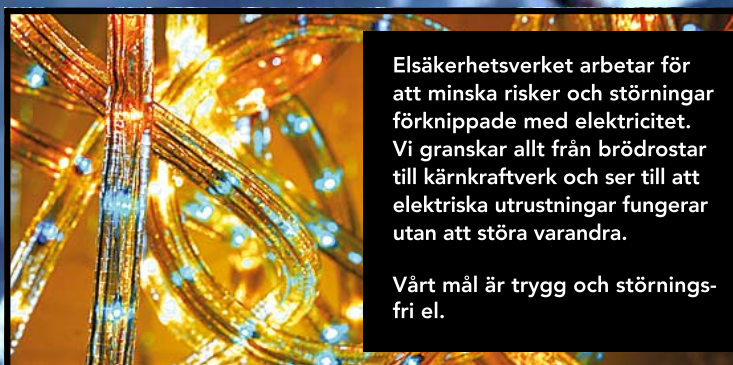 Elsäkerhetsverket arbetar för
att minska risker och störningar
förknippade med elektricitet.
Vi granskar allt från brödrostar
till kärnkraftverk och ser till att
elektriska utrustningar fungerar
utan att störa varandra.
Vårt mål är trygg och störnings-
fri el.